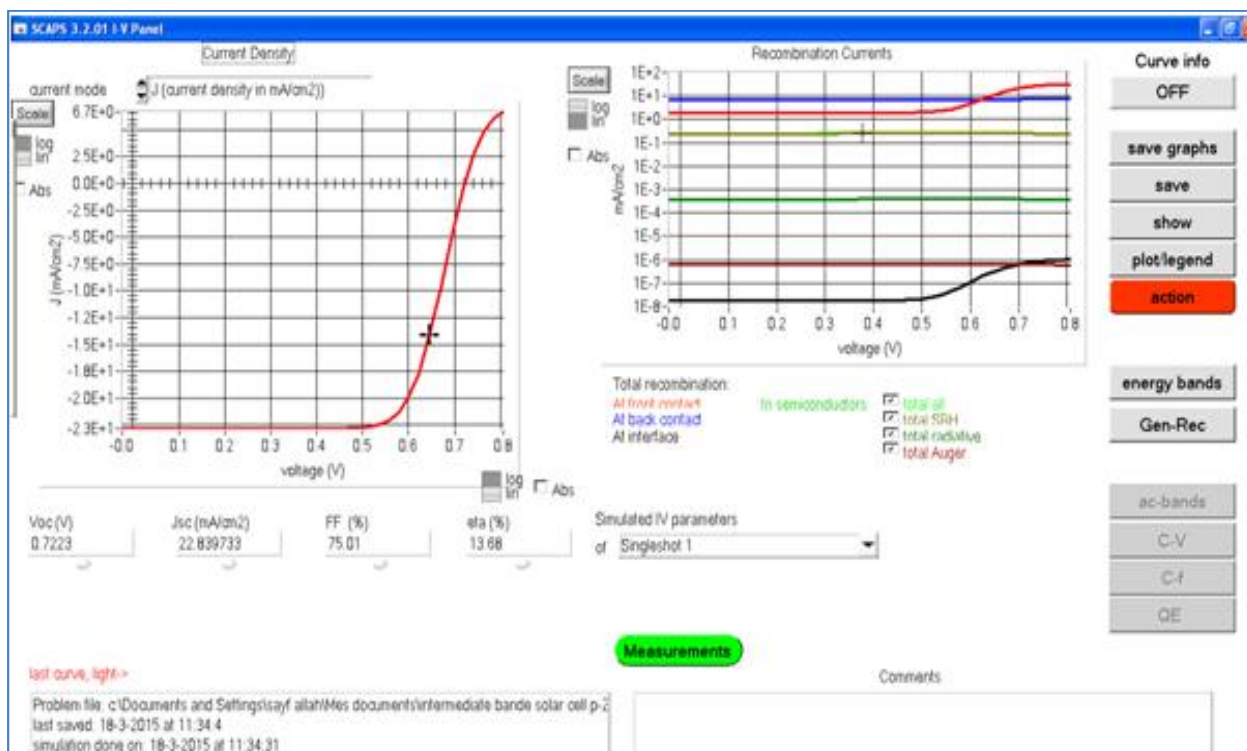 SCAPS 3.2.01 I-V Panel
Current Density
current mode
J (current density in mA/cm2))
Scale
log
lin
Abs
6.7E+0
2.5E+0
0.0E+0
-2.5E+0
-5.0E+0
-7.5E+0
-1.0E+1
-1.2E+1
-1.5E+1
-1.8E+1
-2.0E+1
-2.3E+1
J (mA/cm2)
-0.0 0.1 0.2 0.3 0.4 0.5 0.6 0.7 0.8
voltage (V)
log
lin
Abs
Recombination Currents
Scale
log
lin
Abs
1E+2
1E+1
1E+0
1E-1
1E-2
1E-3
1E-4
1E-5
1E-6
1E-7
1E-8
mA/cm2
-0.0 0.1 0.2 0.3 0.4 0.5 0.6 0.7 0.8
voltage (V)
Total recombination:
At front contact
At back contact
At interface
In semiconductors
total all
total SRH
total radiative
total Auger
Curve info
OFF
save graphs
save
show
plot/legend
action
energy bands
Gen-Rec
ac-bands
C-V
C-f
QE
Voc (V) Jsc (mA/cm2) FF (%) eta (%)
0.7223 22.839733 75.01 13.68
Simulated IV parameters
of Singleshot 1
Measurements
last curve, light->
Comments
Problem file: c:\Documents and Settings\sayf allah\Mes documents\intermediate bande solar cell p-2
last saved: 18-3-2015 at 11:34:4
simulation done on: 18-3-2015 at 11:34:31